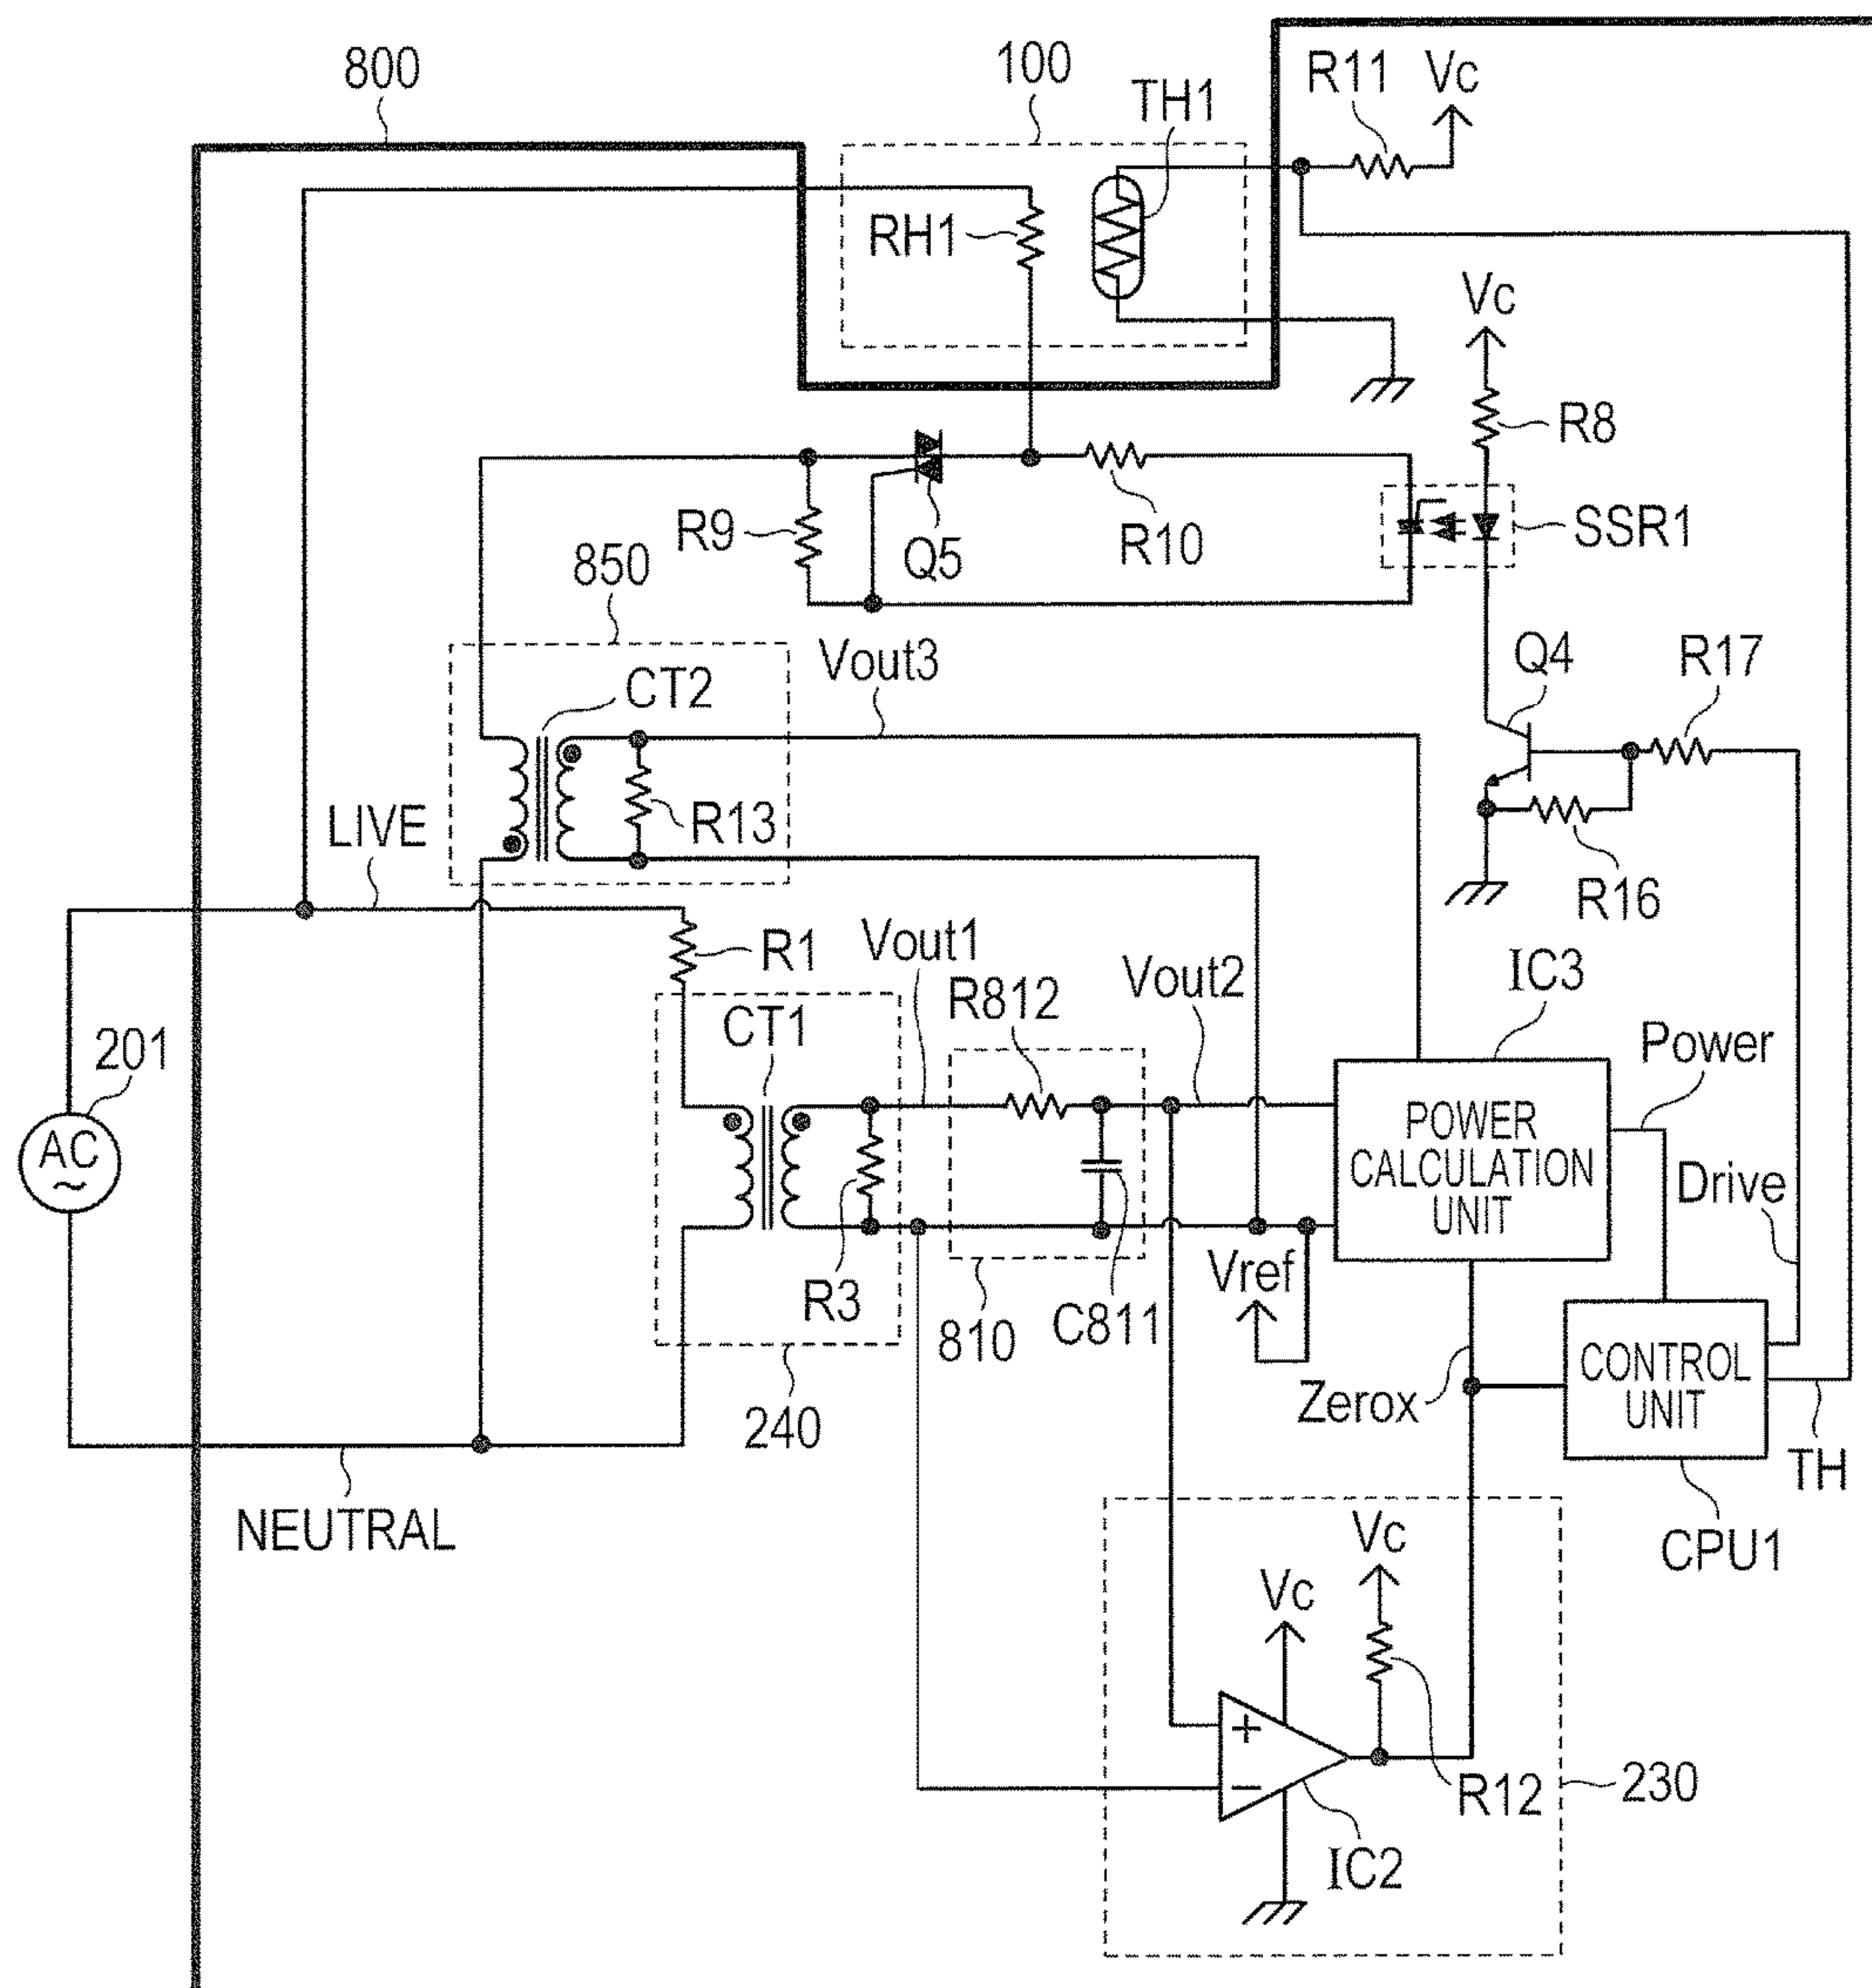 800
100
TH1
R11
Vc
RH1
Vc
R8
SSR1
R9
Q5
R10
850
Vout3
CT2
Q4
R17
R13
LIVE
R16
R1
Vout1
Vout2
IC3
R812
Power
201
CT1
AC
~
POWER
CALCULATION
UNIT
Drive
R3
Vref
810
C811
CONTROL
UNIT
Zerox
240
TH
NEUTRAL
Vc
CPU1
Vc
+
−
R12
230
IC2